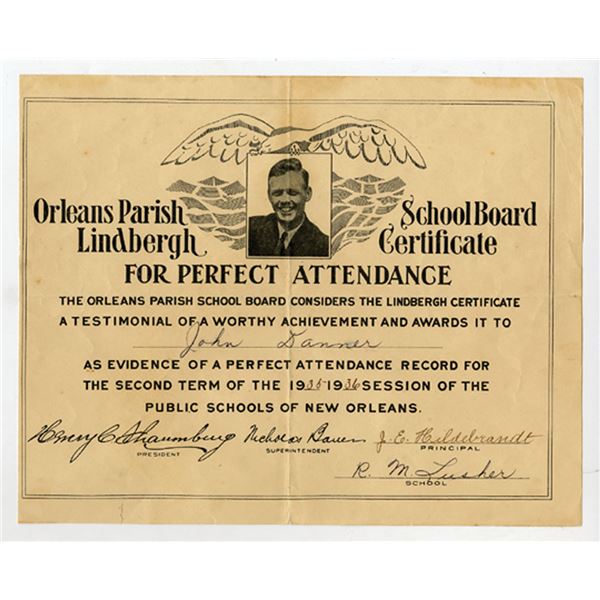 Orleans Parish School Board
Lindbergh Certificate
FOR PERFECT ATTENDANCE
THE ORLEANS PARISH SCHOOL BOARD CONSIDERS THE LINDBERGH CERTIFICATE
A TESTIMONIAL OF A WORTHY ACHIEVEMENT AND AWARDS IT TO
John Danner
AS EVIDENCE OF A PERFECT ATTENDANCE RECORD FOR
THE SECOND TERM OF THE 1935-1936 SESSION OF THE
PUBLIC SCHOOLS OF NEW ORLEANS.
Henry C. Schaumburg Nicholas Bauer J. E. Hildebrandt
PRESIDENT SUPERINTENDENT PRINCIPAL
R. M. Lusher
SCHOOL